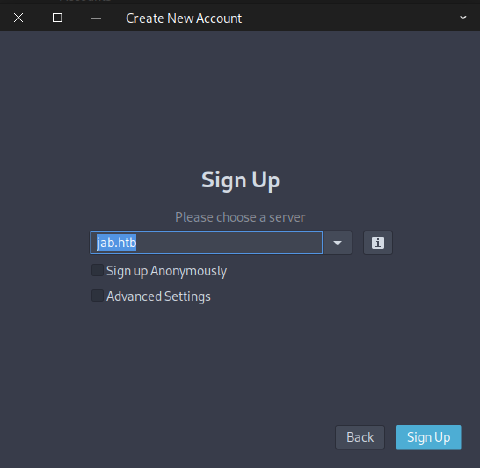 Create New Account
Sign Up
Please choose a server
jab.htb
Sign up Anonymously
Advanced Settings
Back
Sign Up